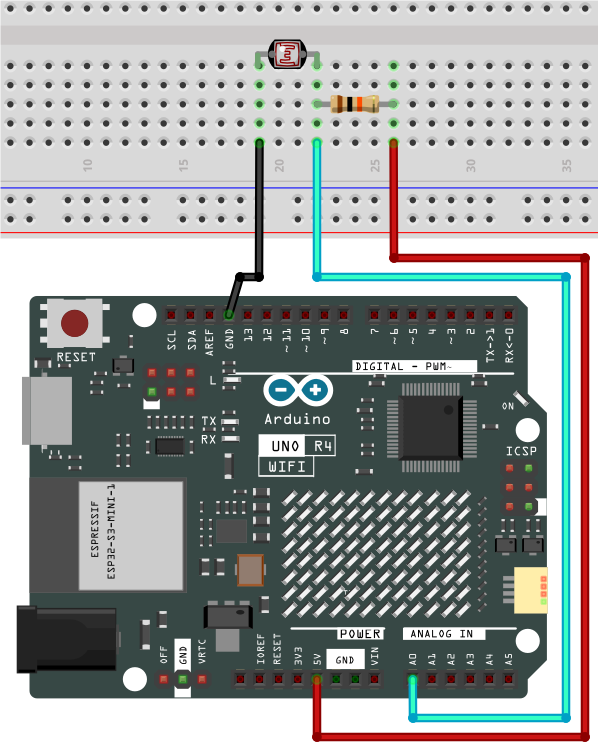 10 15 20 25 30 35
SCL SDA AREF GND 13 12 ~11 ~10 ~9 8 7 ~6 ~5 4 ~3 2 TX→1 RX←0
RESET
DIGITAL - PWM~
L
ON
TX
RX
Arduino
UNO R4
WIFI
ICSP
ESPRESSIF
ESP32-S3-MINI-1
POWER
ANALOG IN
OFF GND VRTC IOREF RESET 3V3 5V GND VIN A0 A1 A2 A3 A4 A5